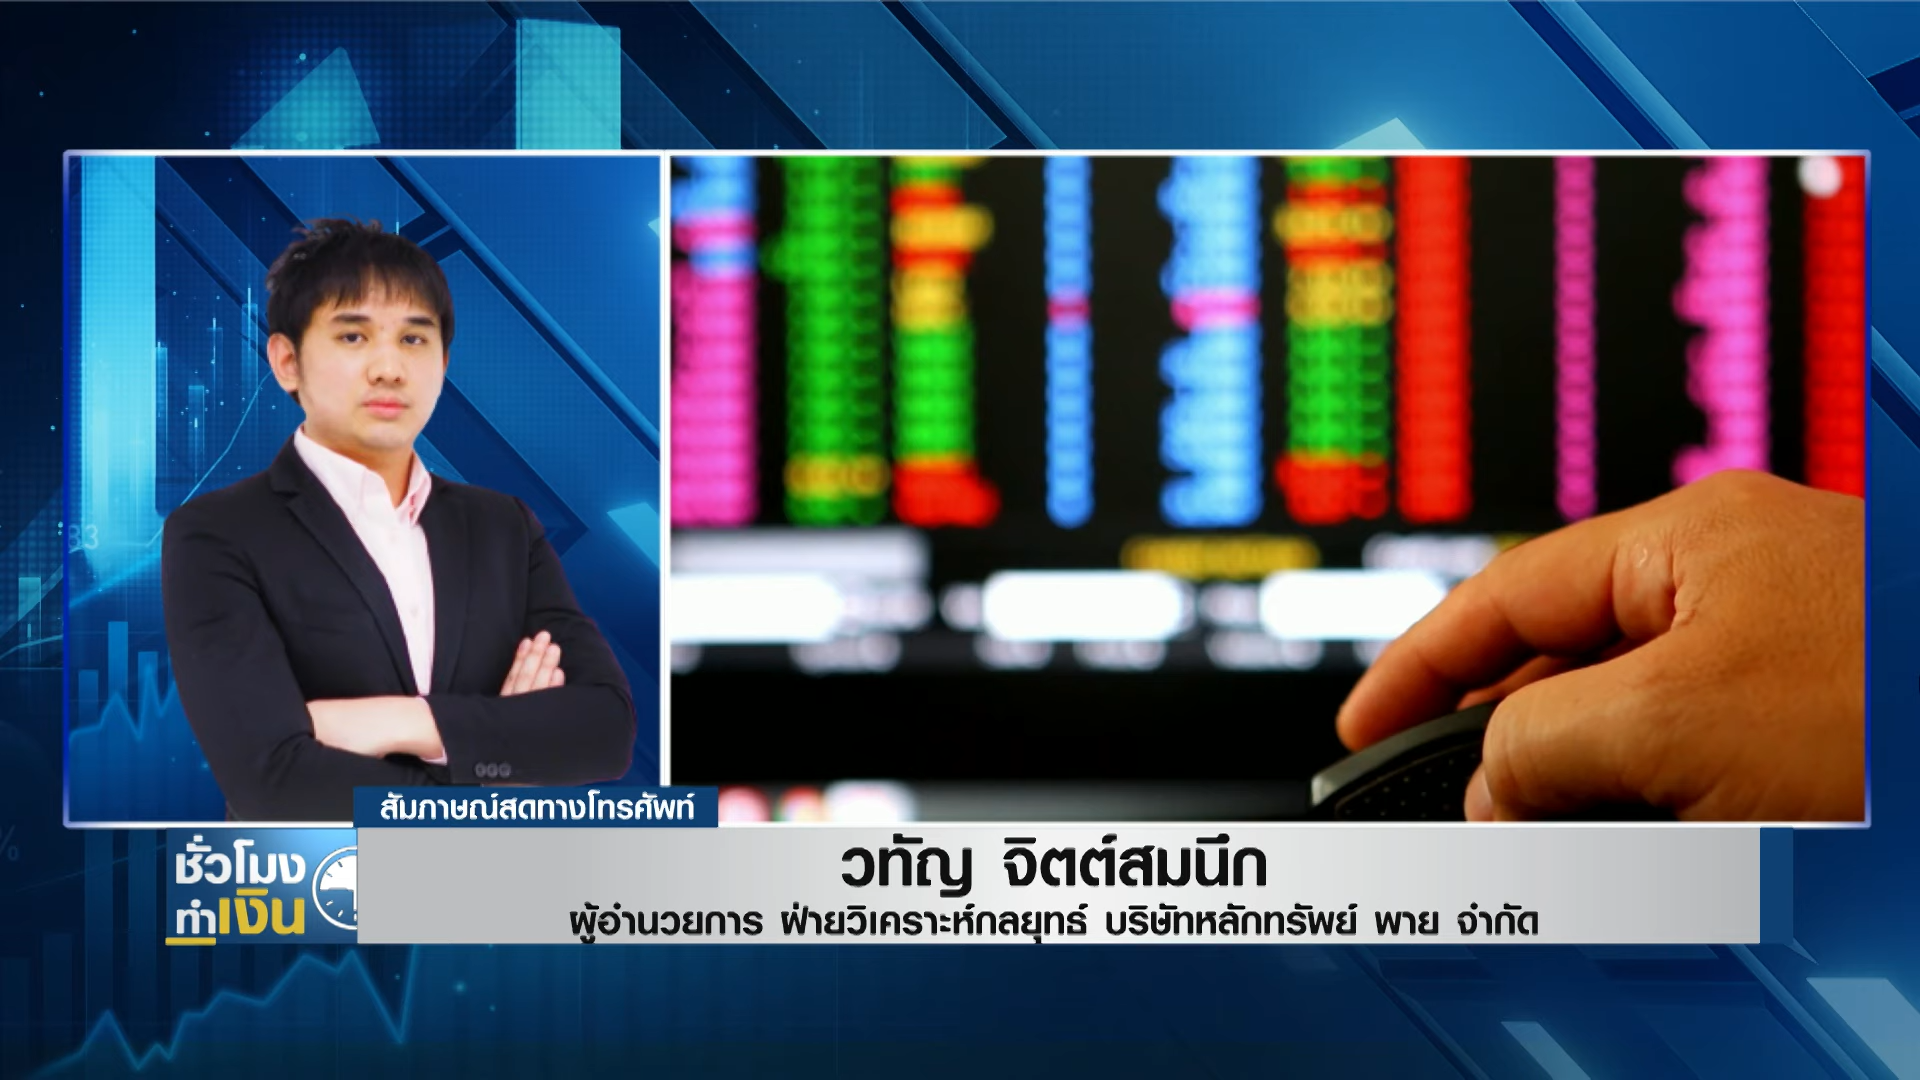 สัมภาษณ์สดทางโทรศัพท์
ชั่วโมง
ทำเงิน
วทัญ จิตต์สมนึก
ผู้อำนวยการ ฝ่ายวิเคราะห์กลยุทธ์ บริษัทหลักทรัพย์ พาย จำกัด